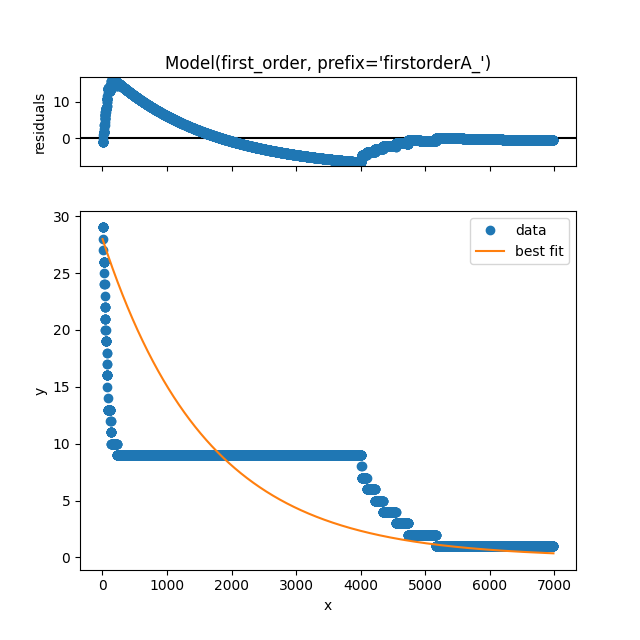 Model(first_order, prefix='firstorderA_')
10
0
residuals
30
25
20
15
10
5
0
y
data
best fit
0 1000 2000 3000 4000 5000 6000 7000
x